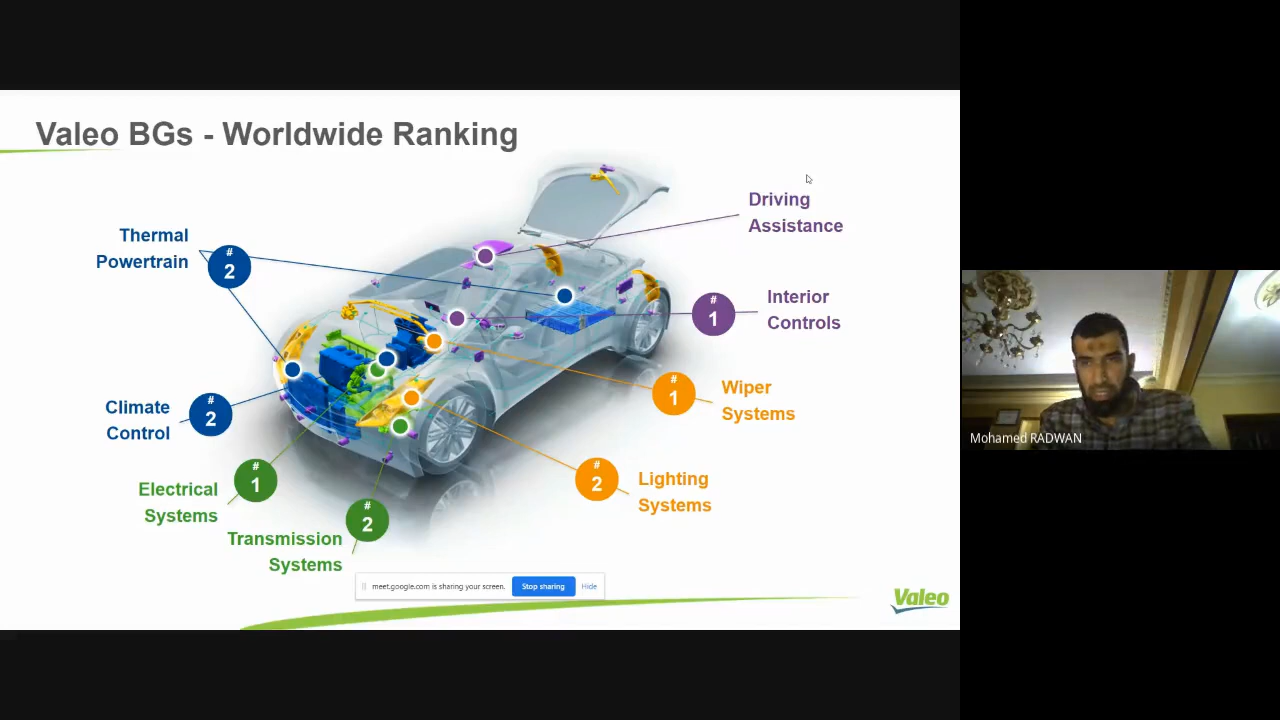 Valeo BGs - Worldwide Ranking
Driving
Assistance
Thermal
Powertrain
#
2
#
1
Interior
Controls
#
1
Wiper
Systems
Climate
Control
#
2
#
2
Lighting
Systems
Electrical
Systems
#
1
Transmission
Systems
#
2
meet.google.com is sharing your screen.
Stop sharing
Hide
Valeo
Mohamed RADWAN